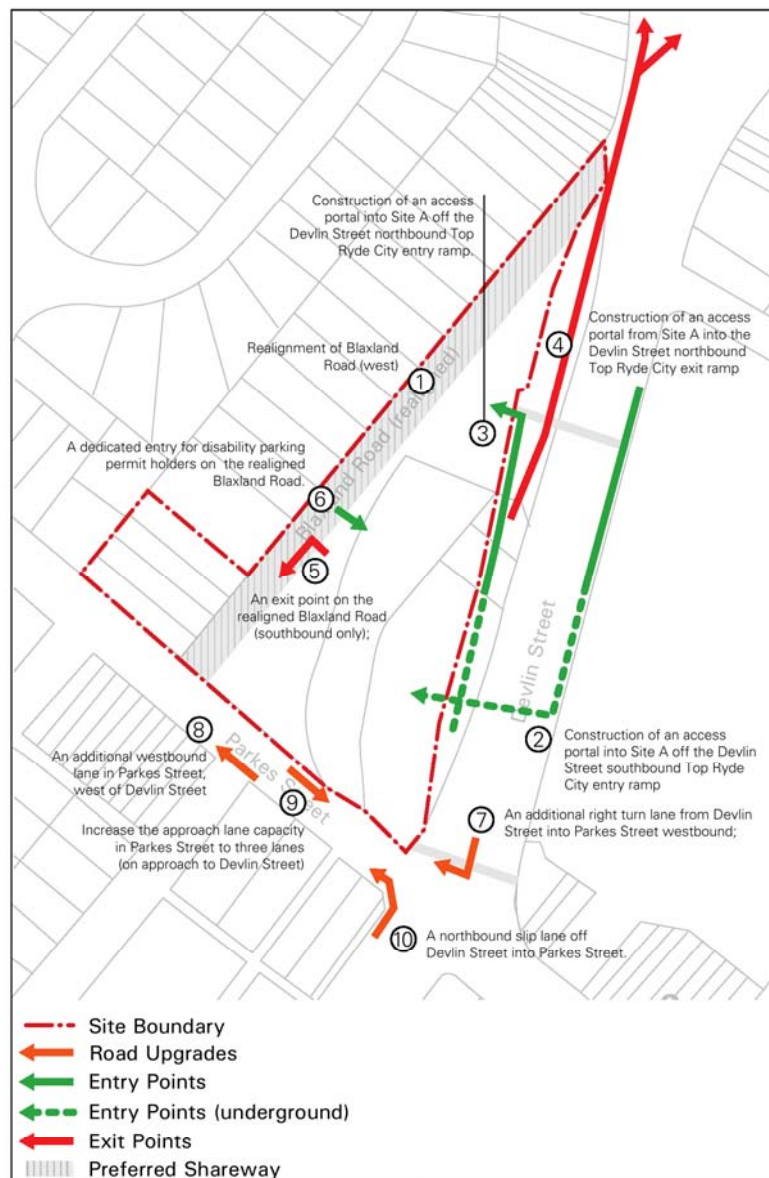 Construction of an access
portal into Site A off the
Devlin Street northbound Top
Ryde City entry ramp.
Construction of an access
portal from Site A into the
Devlin Street northbound
Top Ryde City exit ramp
4
Realignment of Blaxland
Road (west)
1
3
A dedicated entry for disability parking
permit holders on the realigned
Blaxland Road.
6
Blaxland Road (realigned)
5
An exit point on the
realigned Blaxland Road
(southbound only);
Devlin Street
2
Construction of an access
portal into Site A off the Devlin
Street southbound Top Ryde
City entry ramp
8
An additional westbound
lane in Parkes Street,
west of Devlin Street
Parkes Street
9
Increase the approach lane capacity
in Parkes Street to three lanes
(on approach to Devlin Street)
7
An additional right turn lane from Devlin
Street into Parkes Street westbound;
10
A northbound slip lane off
Devlin Street into Parkes Street.
Site Boundary
Road Upgrades
Entry Points
Entry Points (underground)
Exit Points
Preferred Shareway